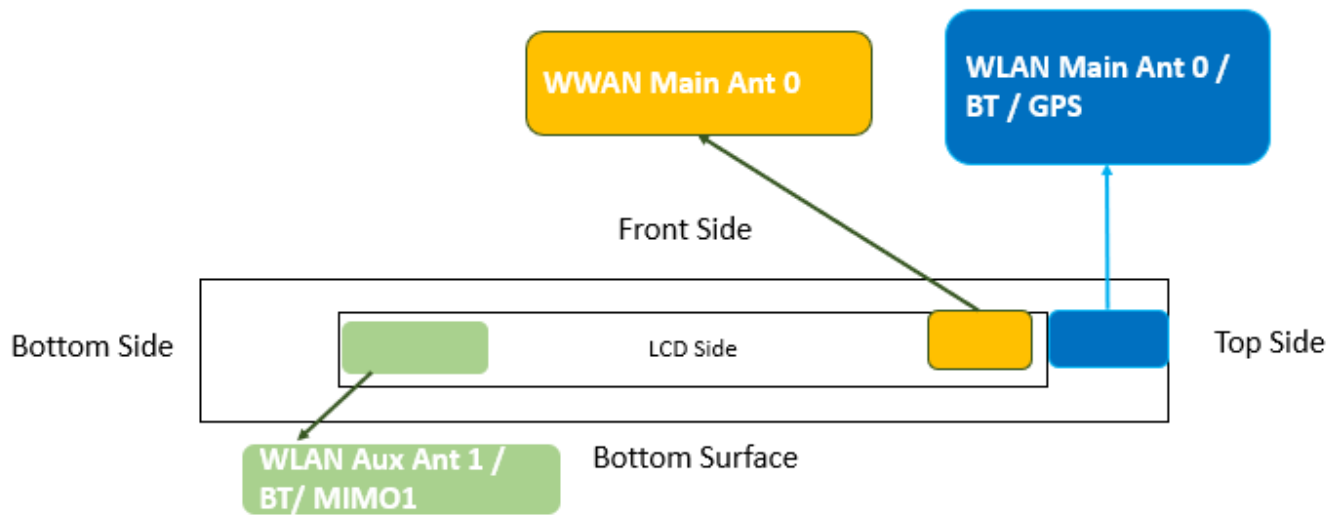 WWAN Main Ant 0
WLAN Main Ant 0 /
BT / GPS
Front Side
Bottom Side
LCD Side
Top Side
WLAN Aux Ant 1 /
BT/ MIMO1
Bottom Surface